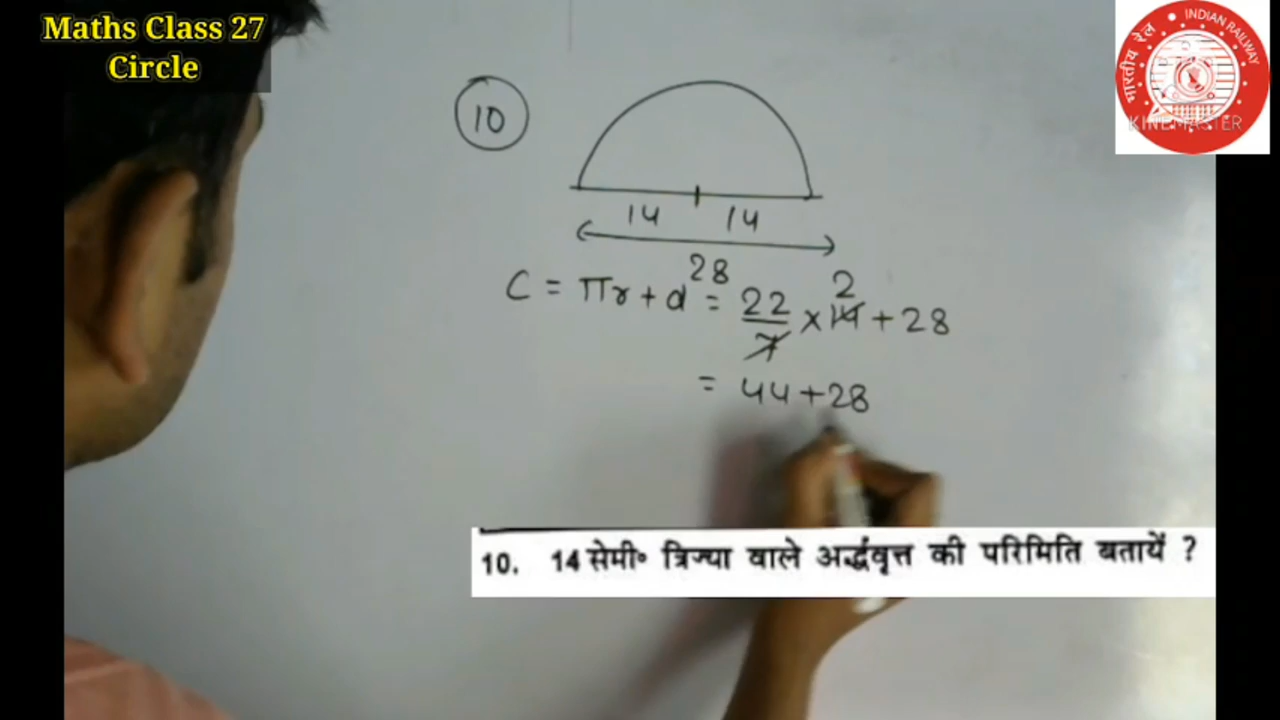 Maths Class 27
Circle
भारतीय रेल
INDIAN RAILWAY
KINEMASTER
10
14 14
28
C = πr + d = 22/7 × 14 2 + 28
= 44 + 28
10. 14 सेमी॰ त्रिज्या वाले अर्द्धवृत्त की परिमिति बतायें ?